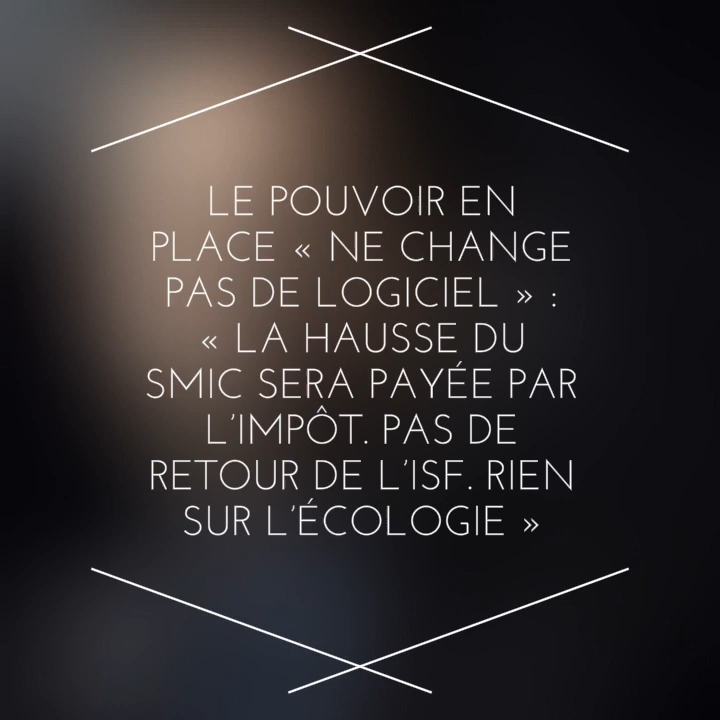 LE POUVOIR EN
PLACE « NE CHANGE
PAS DE LOGICIEL » :
« LA HAUSSE DU
SMIC SERA PAYÉE PAR
L’IMPÔT. PAS DE
RETOUR DE L’ISF. RIEN
SUR L’ÉCOLOGIE »